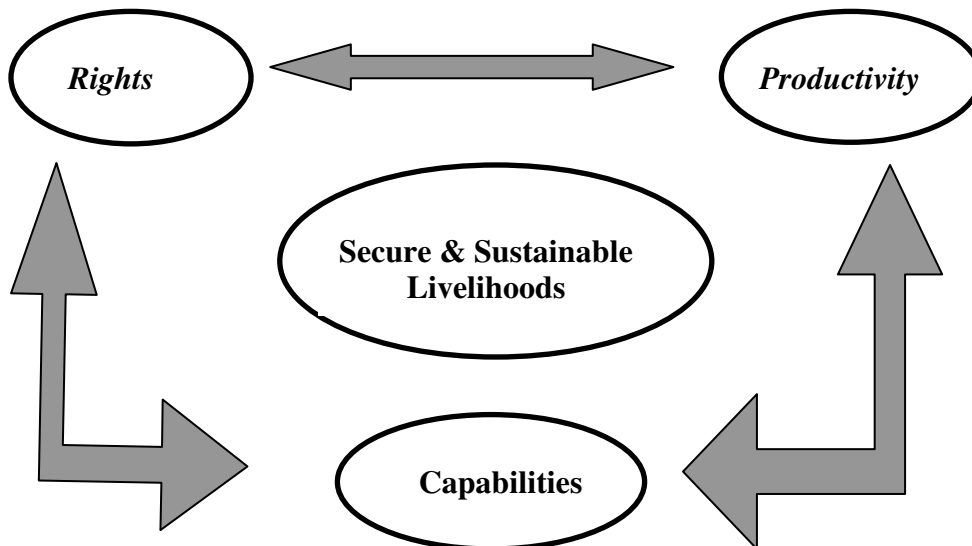 Rights
Productivity
Secure & Sustainable
Livelihoods
Capabilities